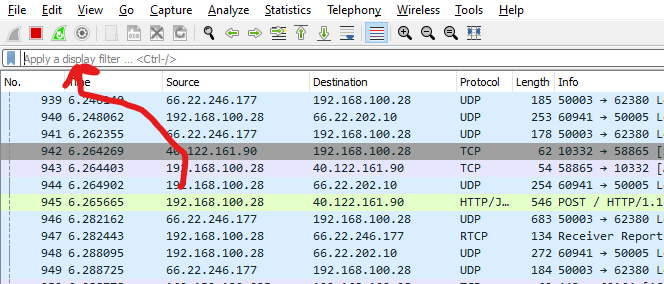 File Edit View Go Capture Analyze Statistics Telephony Wireless Tools Help
Apply a display filter ... <Ctrl-/>
No. Time Source Destination Protocol Length Info
939 6.246140 66.22.246.177 192.168.100.28 UDP 185 50003 → 62380 L
940 6.248062 192.168.100.28 66.22.202.10 UDP 253 60941 → 50005 L
941 6.262355 66.22.246.177 192.168.100.28 UDP 178 50003 → 62380 L
942 6.264269 40.122.161.90 192.168.100.28 TCP 62 10332 → 58865 [
943 6.264403 192.168.100.28 40.122.161.90 TCP 54 58865 → 10332 [
944 6.264902 192.168.100.28 66.22.202.10 UDP 254 60941 → 50005 L
945 6.265665 192.168.100.28 40.122.161.90 HTTP/J… 546 POST / HTTP/1.1
946 6.282162 192.168.100.28 66.22.246.177 UDP 683 50003 → 62380 L
947 6.282443 192.168.100.28 66.22.246.177 RTCP 134 Receiver Report
948 6.288095 192.168.100.28 66.22.202.10 UDP 272 60941 → 50005 L
949 6.288725 66.22.246.177 192.168.100.28 UDP 184 50003 → 62380 L